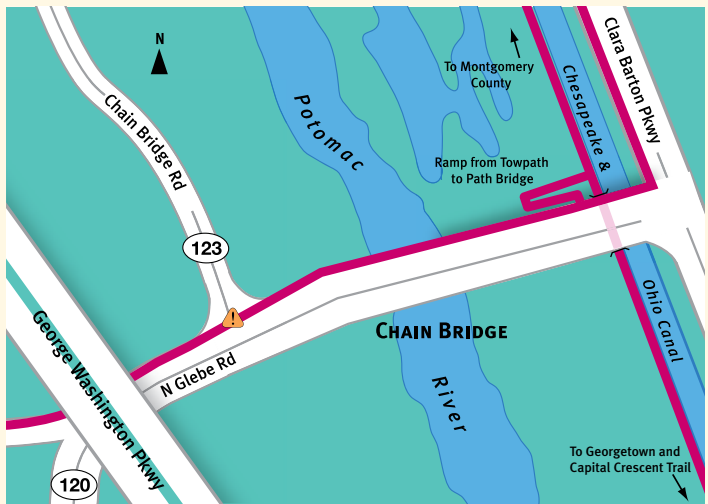 N
To Montgomery
County
Chesapeake &
Clara Barton Pkwy
Chain Bridge Rd
Potomac
Ramp from Towpath
to Path Bridge
123
!
Ohio Canal
George Washington Pkwy
N Glebe Rd
Chain Bridge
River
To Georgetown and
Capital Crescent Trail
120